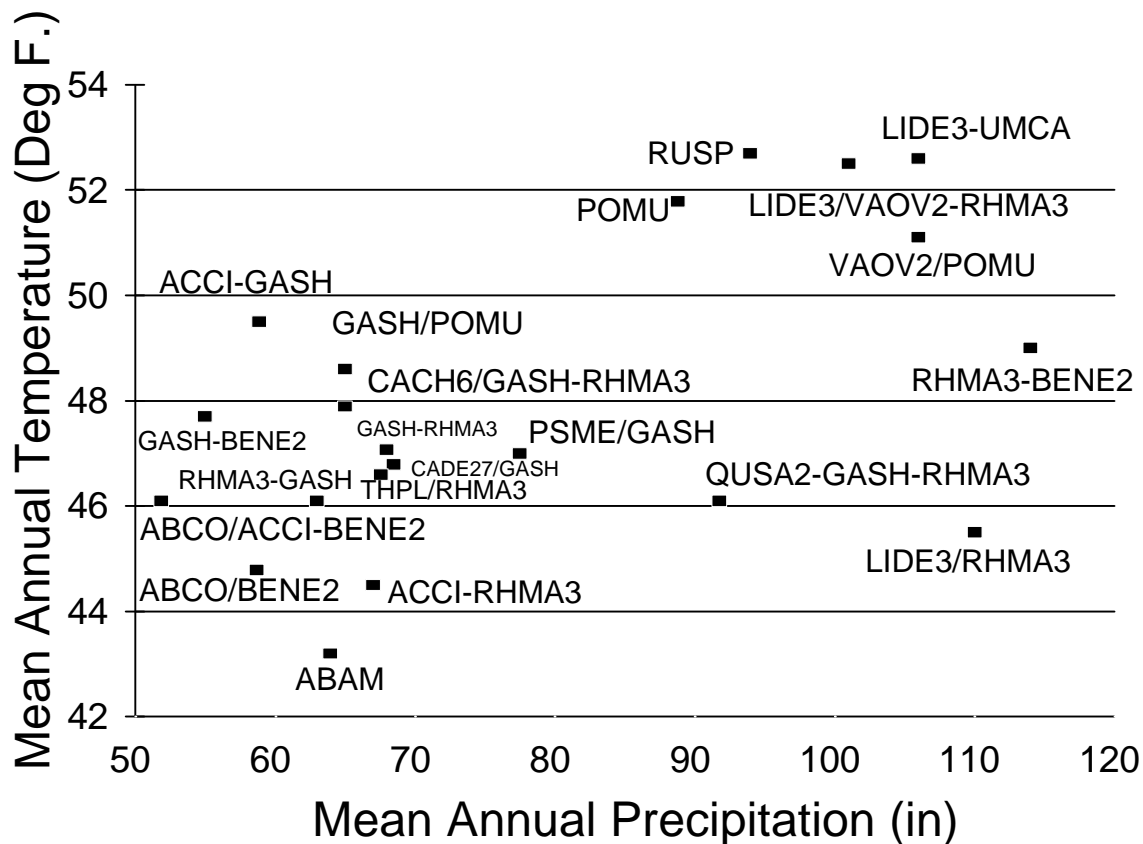 Mean Annual Temperature (Deg F.)
54
52
50
48
46
44
42
LIDE3-UMCA
RUSP
POMU
LIDE3/VAOV2-RHMA3
VAOV2/POMU
ACCI-GASH
GASH/POMU
CACH6/GASH-RHMA3
RHMA3-BENE2
GASH-RHMA3
PSME/GASH
GASH-BENE2
CADE27/GASH
RHMA3-GASH
THPL/RHMA3
QUSA2-GASH-RHMA3
ABCO/ACCI-BENE2
LIDE3/RHMA3
ABCO/BENE2
ACCI-RHMA3
ABAM
50 60 70 80 90 100 110 120
Mean Annual Precipitation (in)